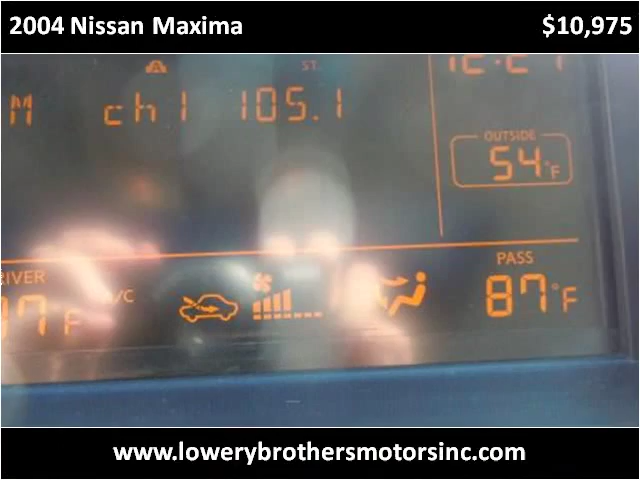 2004 Nissan Maxima $10,975
ST.
M ch1 105.1
OUTSIDE
54°F
PASS
F 87°F
www.lowerybrothersmotorsinc.com